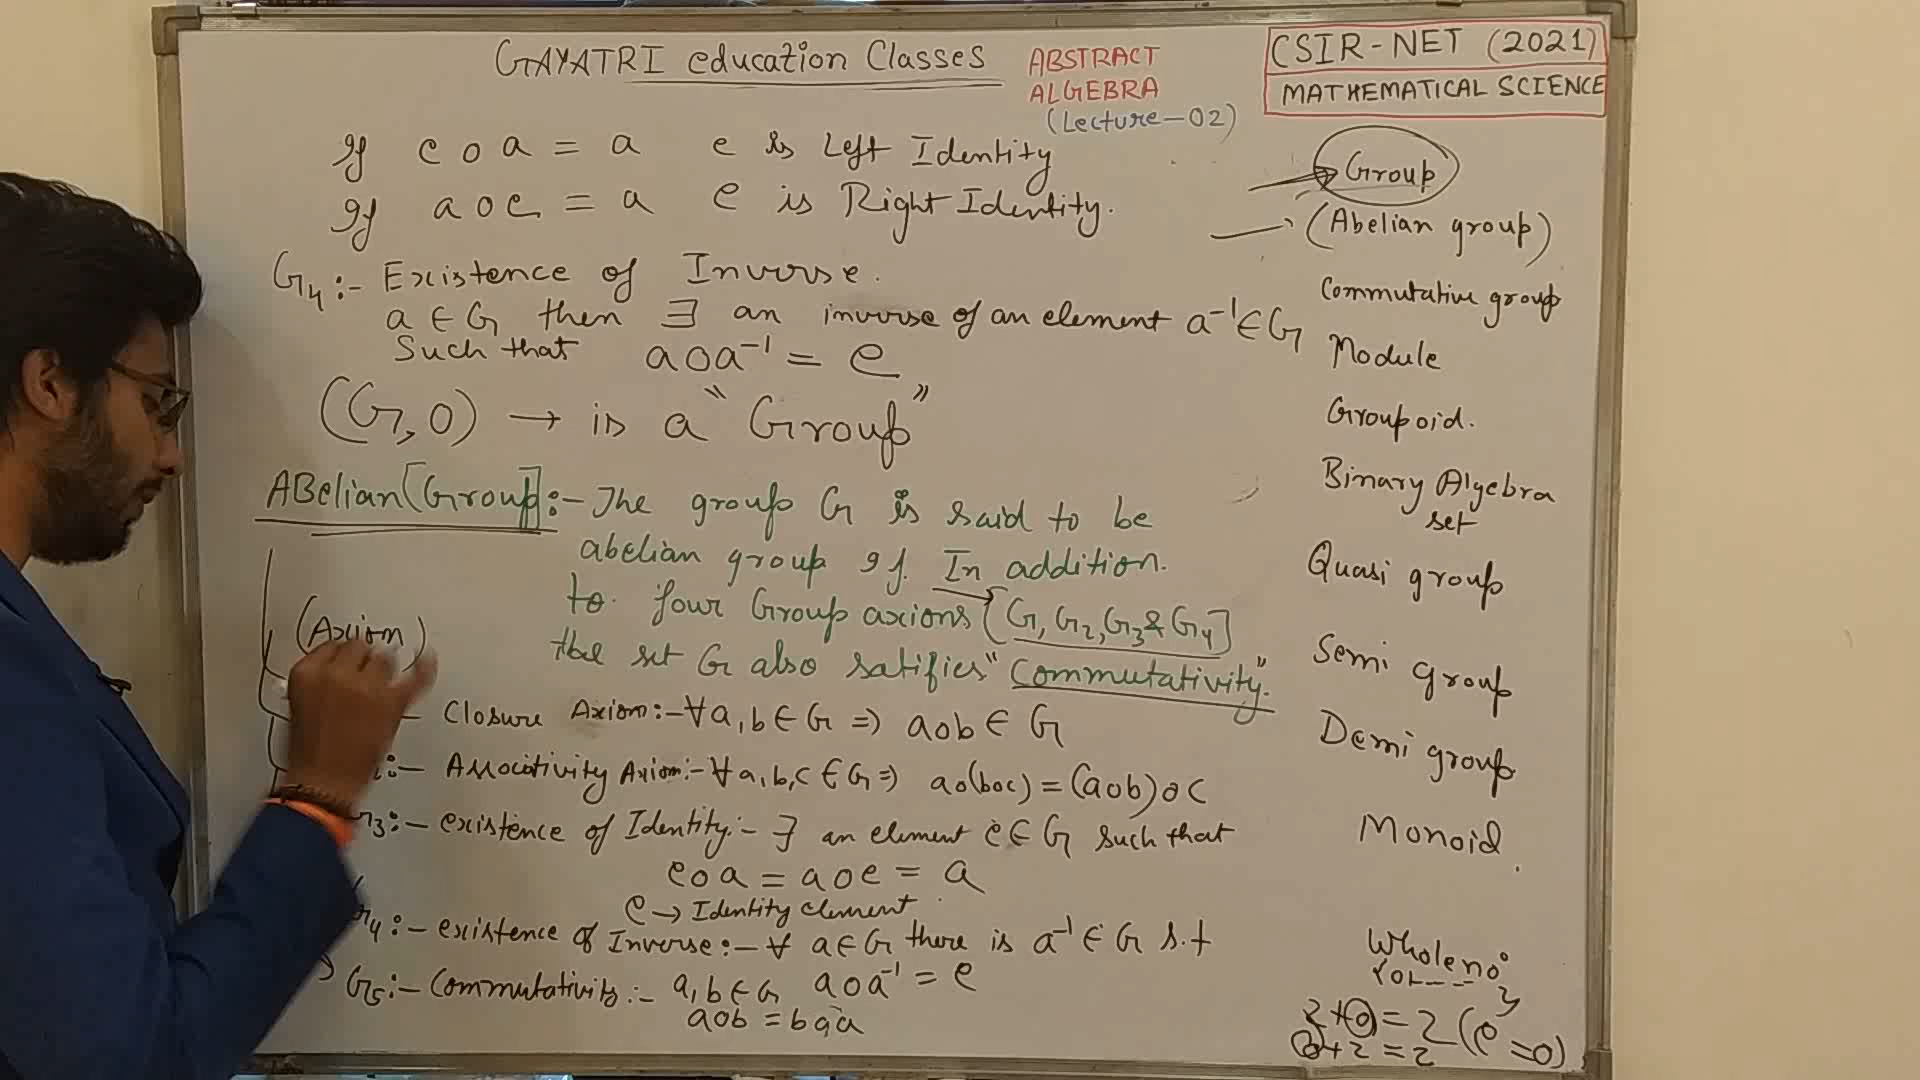 GAYATRI education Classes
ABSTRACT
ALGEBRA
(Lecture-02)
CSIR-NET (2021)
MATHEMATICAL SCIENCE
If e o a = a e is Left Identity
If a o e = a e is Right Identity.
G4:- Existence of Inverse.
a ∈ G then ∃ an inverse of an element a⁻¹ ∈ G
Such that a o a⁻¹ = e
(G, o) → is a "Group"
ABelian [Group]:- The group G is said to be
abelian group if. In addition.
to. four Group axioms [G, G2, G3 & G4]
the set G also satifies "Commutativity."
(Axiom)
- Closure Axiom:- ∀ a, b ∈ G ⇒ a o b ∈ G
:- Associtivity Axiom:- ∀ a, b, c ∈ G ⇒ a o (b o c) = (a o b) o c
G3:- existence of Identity:- ∃ an element e ∈ G such that
e o a = a o e = a
e → Identity element.
G4:- existence of Inverse:- ∀ a ∈ G there is a⁻¹ ∈ G s.t
a o a⁻¹ = e
G5:- Commutativity:- a, b ∈ G
a o b = b o a
Group
(Abelian group)
Commutative group
Module
Groupoid.
Binary Algebra
set
Quasi group
Semi group
Demi group
Monoid.
Whole no
2 + 0 = 2 (e = 0)
0 + 2 = 2